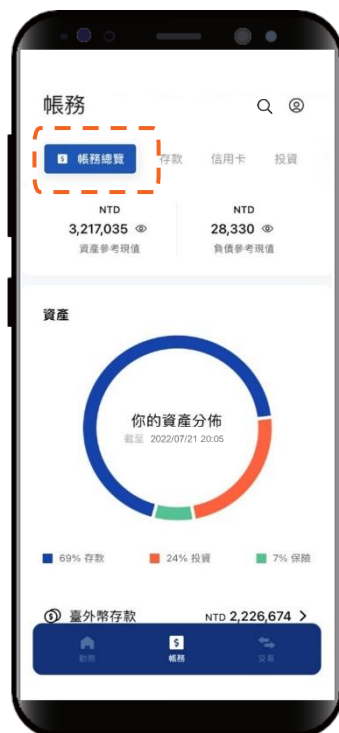 帳務
帳務總覽 存款 信用卡 投資
NTD NTD
3,217,035 28,330
資產參考現值 負債參考現值
資產
你的資產分佈
截至 2022/07/21 20:05
69% 存款 24% 投資 7% 保險
臺外幣存款 NTD 2,226,674 >
帳務 交易